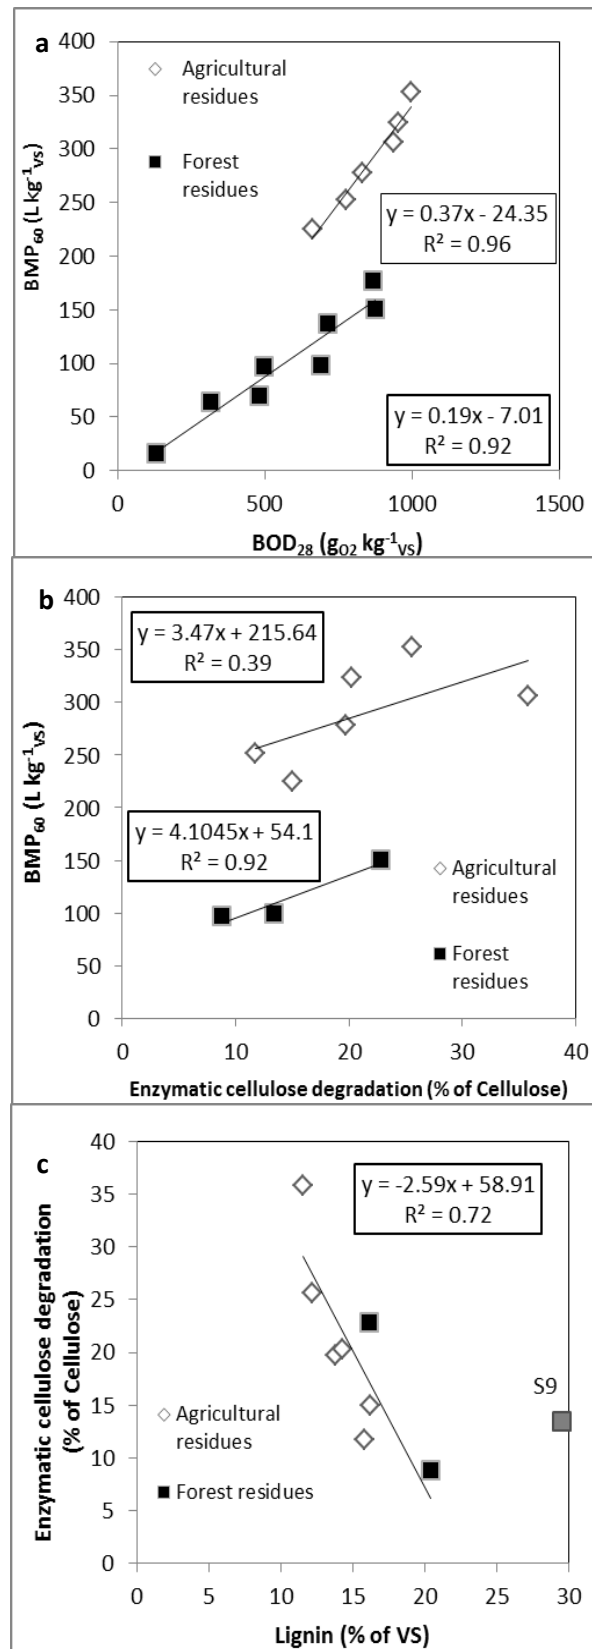 a
400
350
300
250
200
150
100
50
0
BMP₆₀ (L kg⁻¹VS)
Agricultural
residues
Forest
residues
y = 0.37x - 24.35
R² = 0.96
y = 0.19x - 7.01
R² = 0.92
0 500 1000 1500
BOD₂₈ (gO2 kg⁻¹VS)
b
400
350
300
250
200
150
100
50
0
BMP₆₀ (L kg⁻¹VS)
y = 3.47x + 215.64
R² = 0.39
y = 4.1045x + 54.1
R² = 0.92
Agricultural
residues
Forest
residues
0 10 20 30 40
Enzymatic cellulose degradation (% of Cellulose)
c
40
35
30
25
20
15
10
5
0
Enzymatic cellulose degradation
(% of Cellulose)
y = -2.59x + 58.91
R² = 0.72
S9
Agricultural
residues
Forest residues
0 5 10 15 20 25 30
Lignin (% of VS)